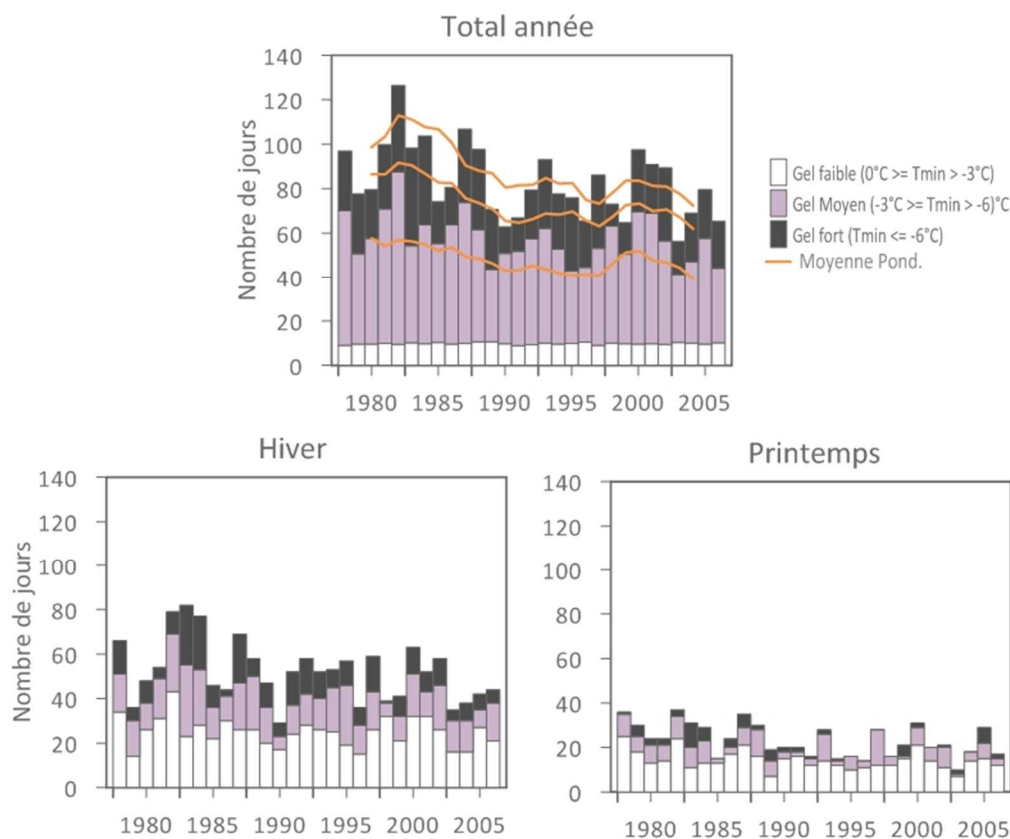 Total année
Nombre de jours
140
120
100
80
60
40
20
0
1980 1985 1990 1995 2000 2005
Gel faible (0°C >= Tmin > -3°C)
Gel Moyen (-3°C >= Tmin > -6)°C
Gel fort (Tmin <= -6°C)
Moyenne Pond.
Hiver
Nombre de jours
140
120
100
80
60
40
20
0
1980 1985 1990 1995 2000 2005
Printemps
140
120
100
80
60
40
20
0
1980 1985 1990 1995 2000 2005